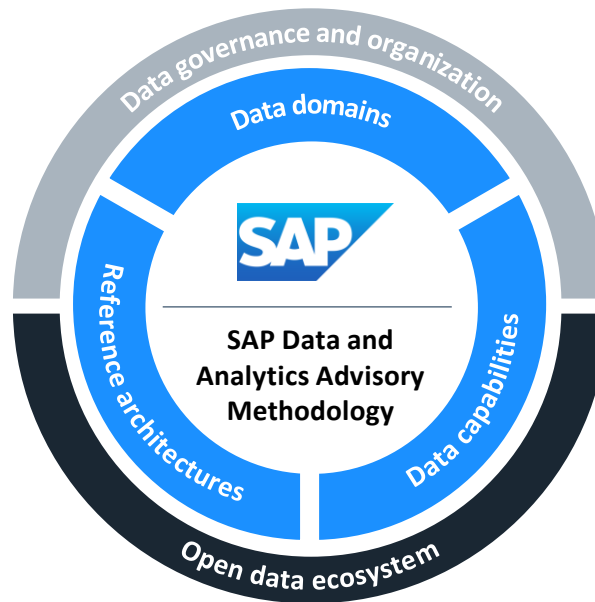 Data governance and organization
Data domains
SAP
SAP Data and
Analytics Advisory
Methodology
Reference architectures
Data capabilities
Open data ecosystem